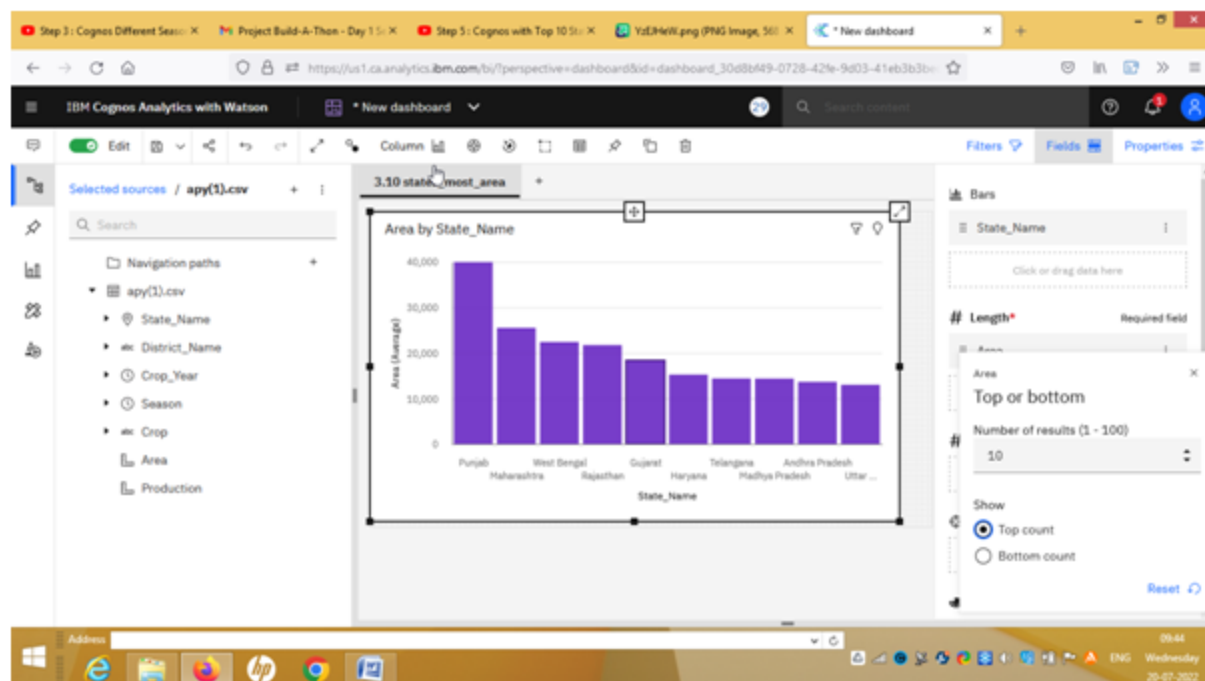 Step 3 : Cognos Different Seaso
Project Build-A-Thon - Day 1 S
Step 5 : Cognos with Top 10 St
YzEJHeW.png (PNG Image, 56
* New dashboard
https://us1.ca.analytics.ibm.com/bi/?perspective=dashboard&id=dashboard_30d8bf49-0728-42fe-9d03-41eb3b3b
IBM Cognos Analytics with Watson
* New dashboard
29
Search content
1
Edit
Column
Filters
Fields
Properties
Selected sources / apy(1).csv
3.10 state most_area
Search
Navigation paths
apy(1).csv
State_Name
District_Name
abc
Crop_Year
Season
abc Crop
Area
Production
Area by State_Name
40,000
30,000
20,000
10,000
0
Area (Average)
Punjab
Maharashtra
West Bengal
Rajasthan
Gujarat
Haryana
Telangana
Madhya Pradesh
Andhra Pradesh
Uttar ...
State_Name
Bars
State_Name
Click or drag data here
# Length*
Required field
Area
Area
Top or bottom
Number of results (1 - 100)
10
Show
Top count
Bottom count
Reset
Address
hp
ENG
09:44
Wednesday
20-07-2022